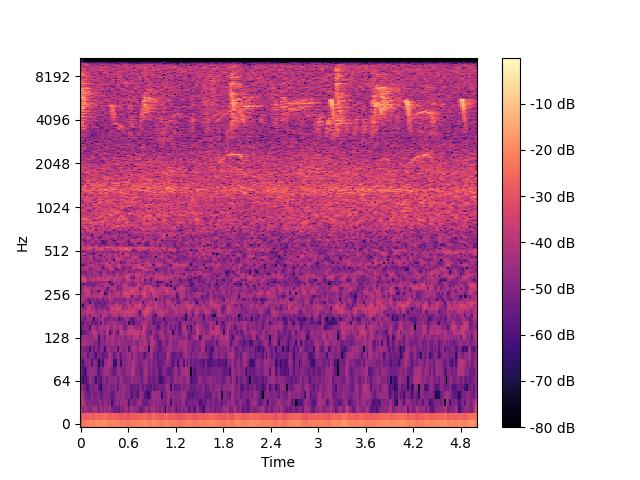 8192
4096
2048
1024
512
256
128
64
0
Hz
0 0.6 1.2 1.8 2.4 3 3.6 4.2 4.8
Time
-10 dB
-20 dB
-30 dB
-40 dB
-50 dB
-60 dB
-70 dB
-80 dB